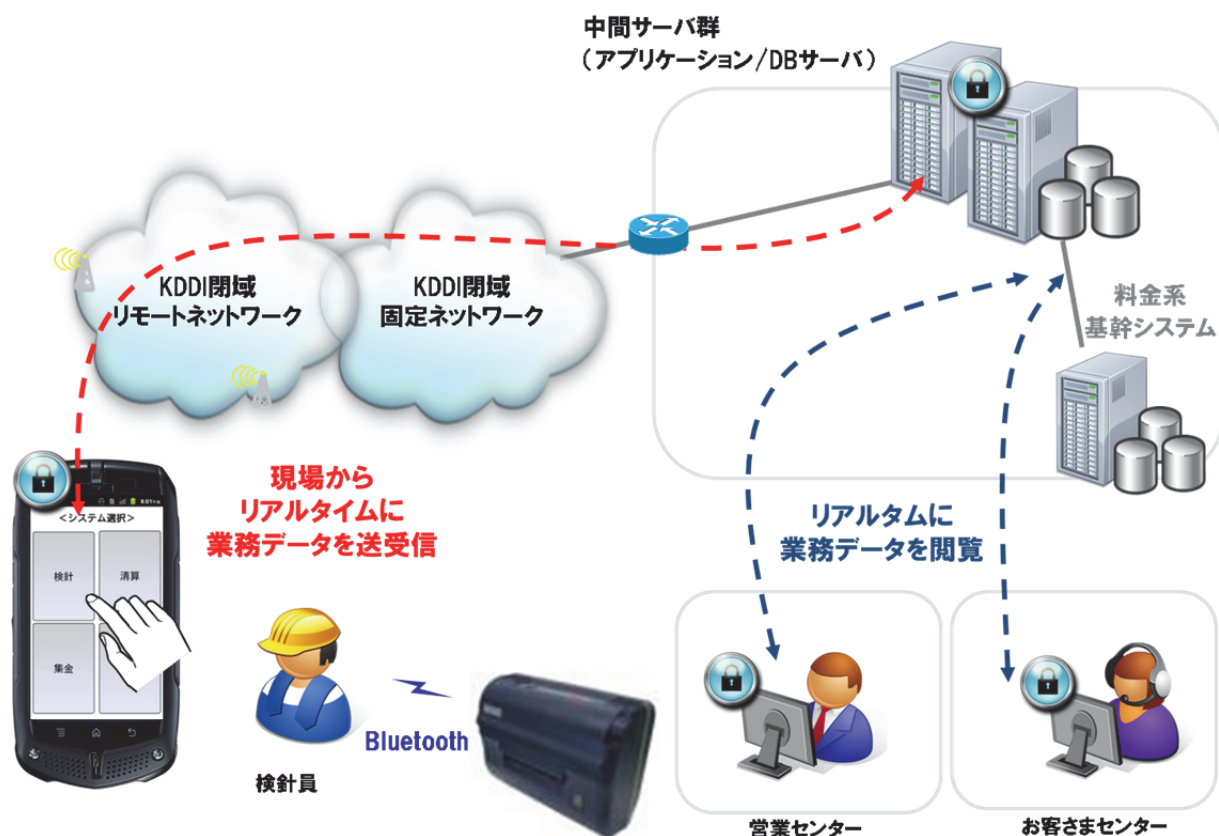 中間サーバ群
（アプリケーション/DBサーバ）
KDDI閉域
リモートネットワーク
KDDI閉域
固定ネットワーク
料金系
基幹システム
現場から
リアルタイムに
業務データを送受信
リアルタムに
業務データを閲覧
8:01
＜システム選択＞
検針
清算
集金
Bluetooth
検針員
営業センター
お客さまセンター